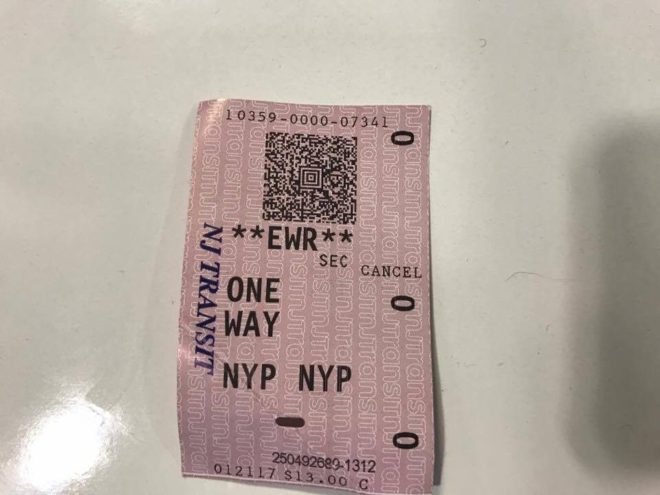 10359-0000-07341
0
**EWR**
SEC CANCEL
NJ TRANSIT
ONE
0
WAY
NYP NYP
0
250492689-1312
012117 $13.00 C